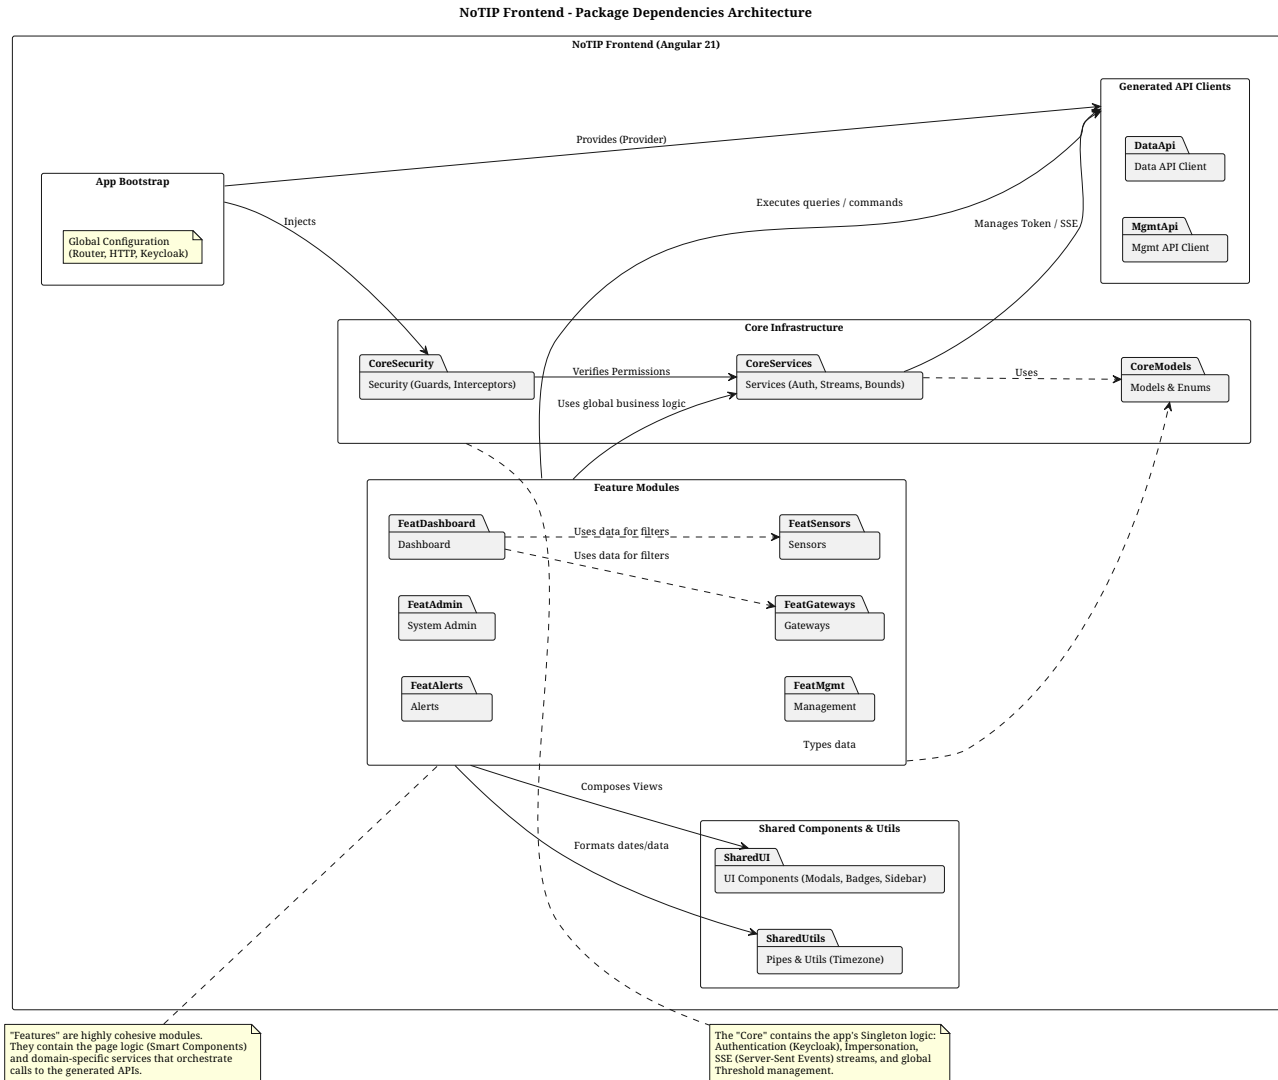 NoTIP Frontend - Package Dependencies Architecture
NoTIP Frontend (Angular 21)
Generated API Clients
DataApi
Data API Client
MgmtApi
Mgmt API Client
Provides (Provider)
App Bootstrap
Global Configuration
(Router, HTTP, Keycloak)
Injects
Executes queries / commands
Manages Token / SSE
Core Infrastructure
CoreSecurity
Security (Guards, Interceptors)
Verifies Permissions
CoreServices
Services (Auth, Streams, Bounds)
Uses
CoreModels
Models & Enums
Uses global business logic
Feature Modules
FeatDashboard
Dashboard
Uses data for filters
Uses data for filters
FeatSensors
Sensors
FeatAdmin
System Admin
FeatGateways
Gateways
FeatAlerts
Alerts
FeatMgmt
Management
Types data
Composes Views
Formats dates/data
Shared Components & Utils
SharedUI
UI Components (Modals, Badges, Sidebar)
SharedUtils
Pipes & Utils (Timezone)
"Features" are highly cohesive modules.
They contain the page logic (Smart Components)
and domain-specific services that orchestrate
calls to the generated APIs.
The "Core" contains the app's Singleton logic:
Authentication (Keycloak), Impersonation,
SSE (Server-Sent Events) streams, and global
Threshold management.